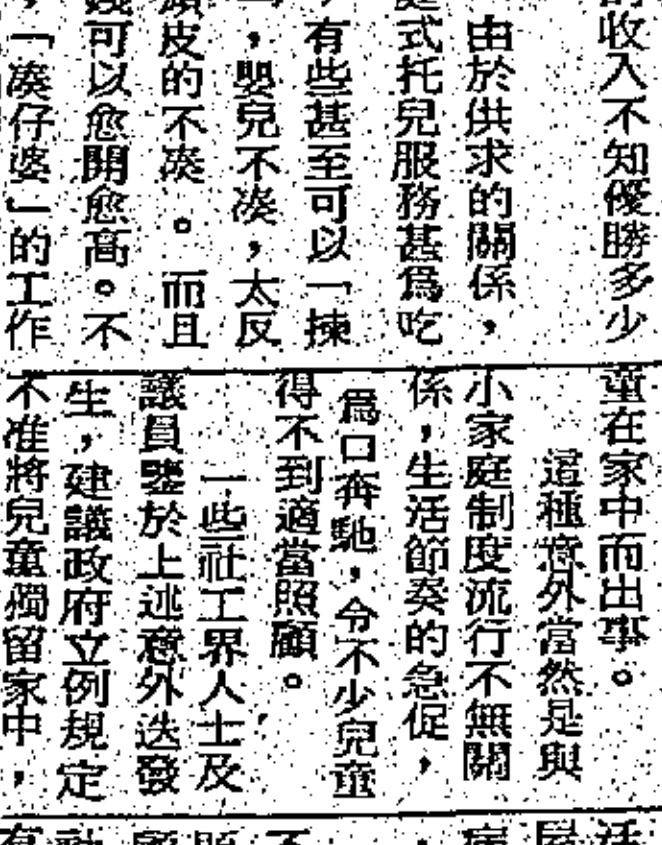 的收入不知優勝多少
由於供求的關係，
式托兒服務甚爲吃
，有些甚至可以一揀
，嬰兒不湊，太反
皮的不湊。而且
可以愈開愈高。不
，「湊仔婆」的工作
童在家中而出事。
這種意外當然是與
小家庭制度流行不無關
係，生活節奏的急促，
爲口奔馳，令不少兒童
得不到適當照顧。
一些社工界人士及
議員鑒於上述意外迭發
生，建議政府立例規定
不准將兒童獨留家中，